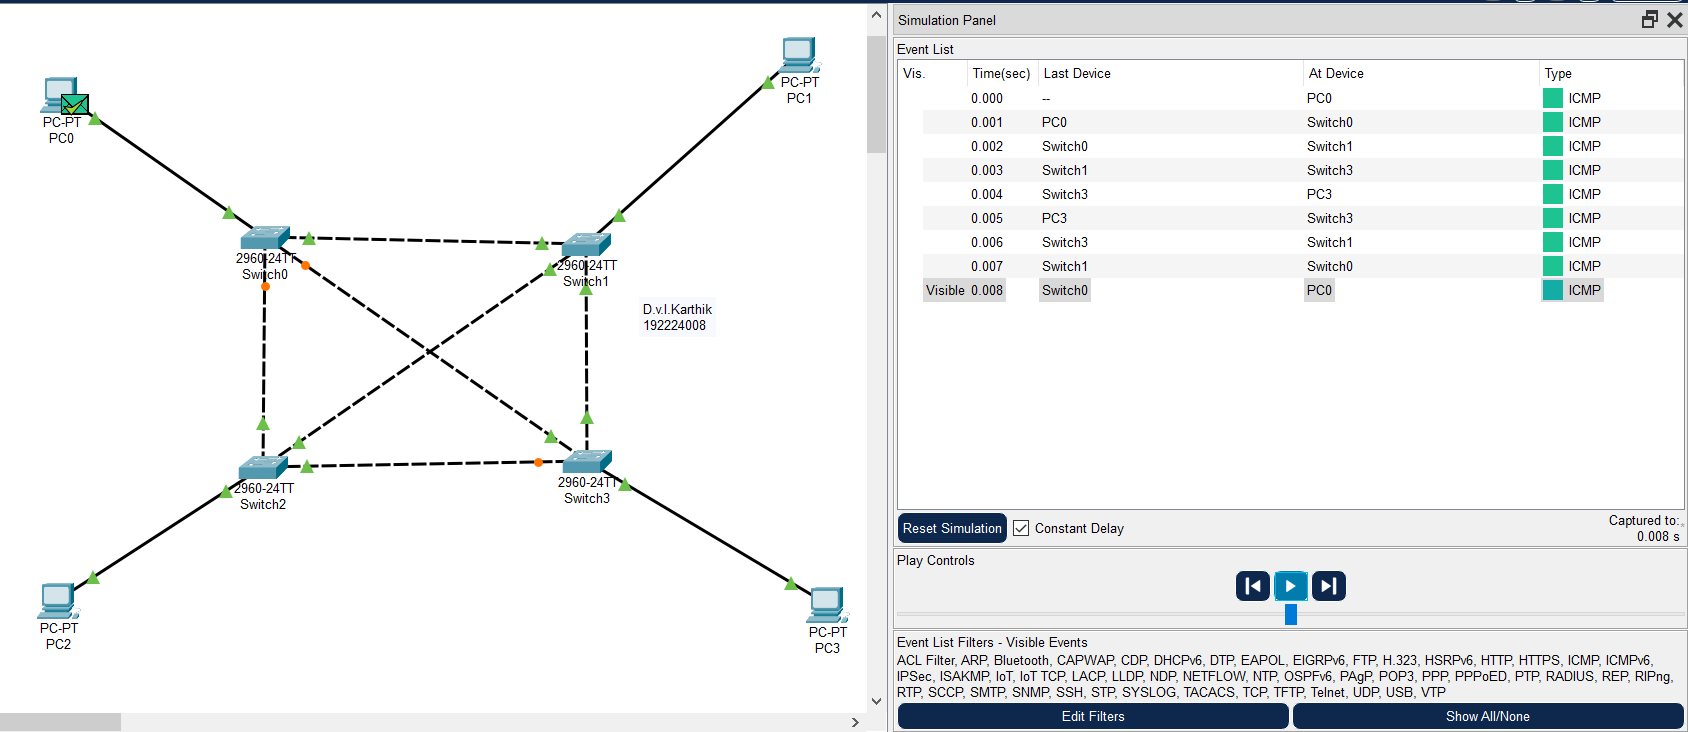 PC-PT
PC0
PC-PT
PC1
2960-24TT
Switch0
2960-24TT
Switch1
D.v.l.Karthik
192224008
2960-24TT
Switch2
2960-24TT
Switch3
PC-PT
PC2
PC-PT
PC3
Simulation Panel
Event List
Vis. Time(sec) Last Device At Device Type
0.000 -- PC0 ICMP
0.001 PC0 Switch0 ICMP
0.002 Switch0 Switch1 ICMP
0.003 Switch1 Switch3 ICMP
0.004 Switch3 PC3 ICMP
0.005 PC3 Switch3 ICMP
0.006 Switch3 Switch1 ICMP
0.007 Switch1 Switch0 ICMP
Visible 0.008 Switch0 PC0 ICMP
Reset Simulation Constant Delay
Captured to:
0.008 s
Play Controls
Event List Filters - Visible Events
ACL Filter, ARP, Bluetooth, CAPWAP, CDP, DHCPv6, DTP, EAPOL, EIGRPv6, FTP, H.323, HSRPv6, HTTP, HTTPS, ICMP, ICMPv6,
IPSec, ISAKMP, IoT, IoT TCP, LACP, LLDP, NDP, NETFLOW, NTP, OSPFv6, PAgP, POP3, PPP, PPPoED, PTP, RADIUS, REP, RIPng,
RTP, SCCP, SMTP, SNMP, SSH, STP, SYSLOG, TACACS, TCP, TFTP, Telnet, UDP, USB, VTP
Edit Filters Show All/None